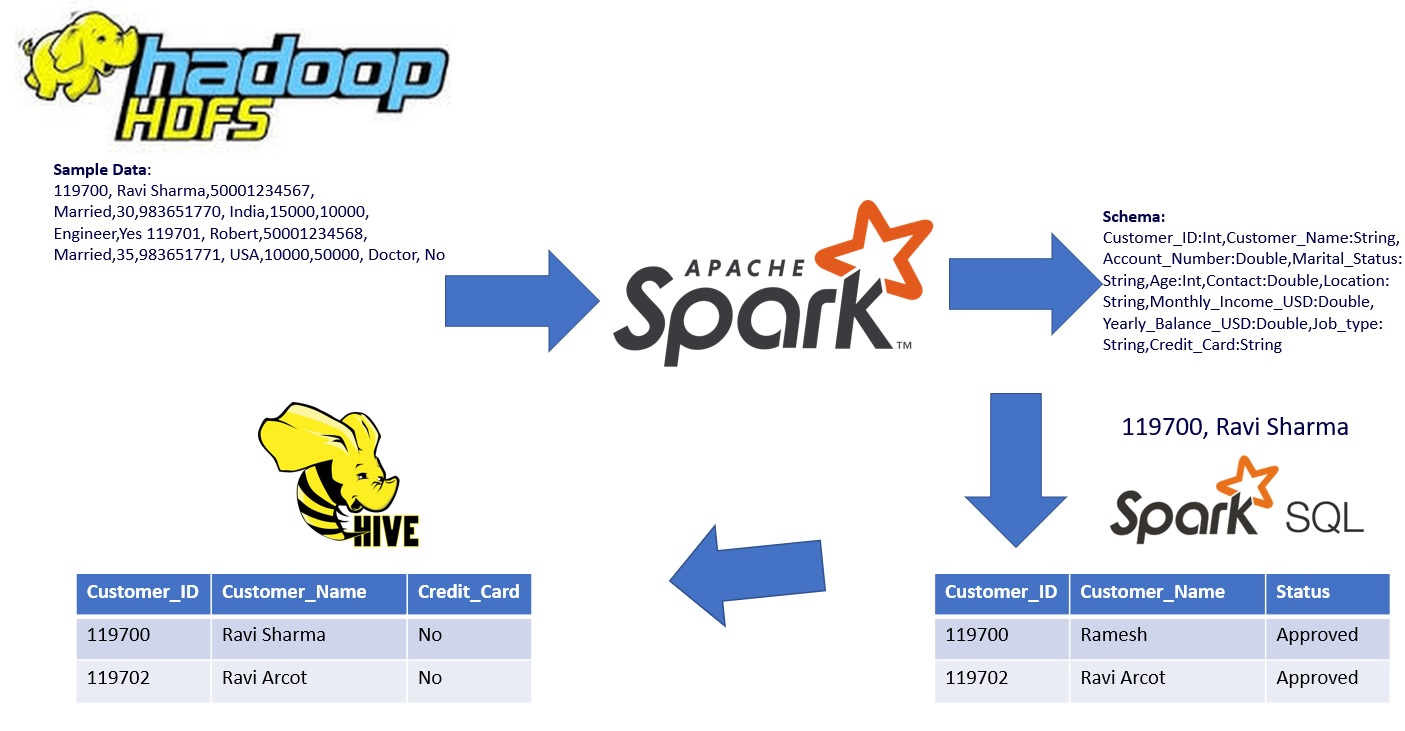 hadoop
HDFS
Sample Data:
119700, Ravi Sharma,50001234567,
Married,30,983651770, India,15000,10000,
Engineer,Yes 119701, Robert,50001234568,
Married,35,983651771, USA,10000,50000, Doctor, No
APACHE
Spark™
Schema:
Customer_ID:Int,Customer_Name:String,
Account_Number:Double,Marital_Status:
String,Age:Int,Contact:Double,Location:
String,Monthly_Income_USD:Double,
Yearly_Balance_USD:Double,Job_type:
String,Credit_Card:String
119700, Ravi Sharma
Spark SQL
HIVE
Customer_ID Customer_Name Credit_Card
119700 Ravi Sharma No
119702 Ravi Arcot No
Customer_ID Customer_Name Status
119700 Ramesh Approved
119702 Ravi Arcot Approved